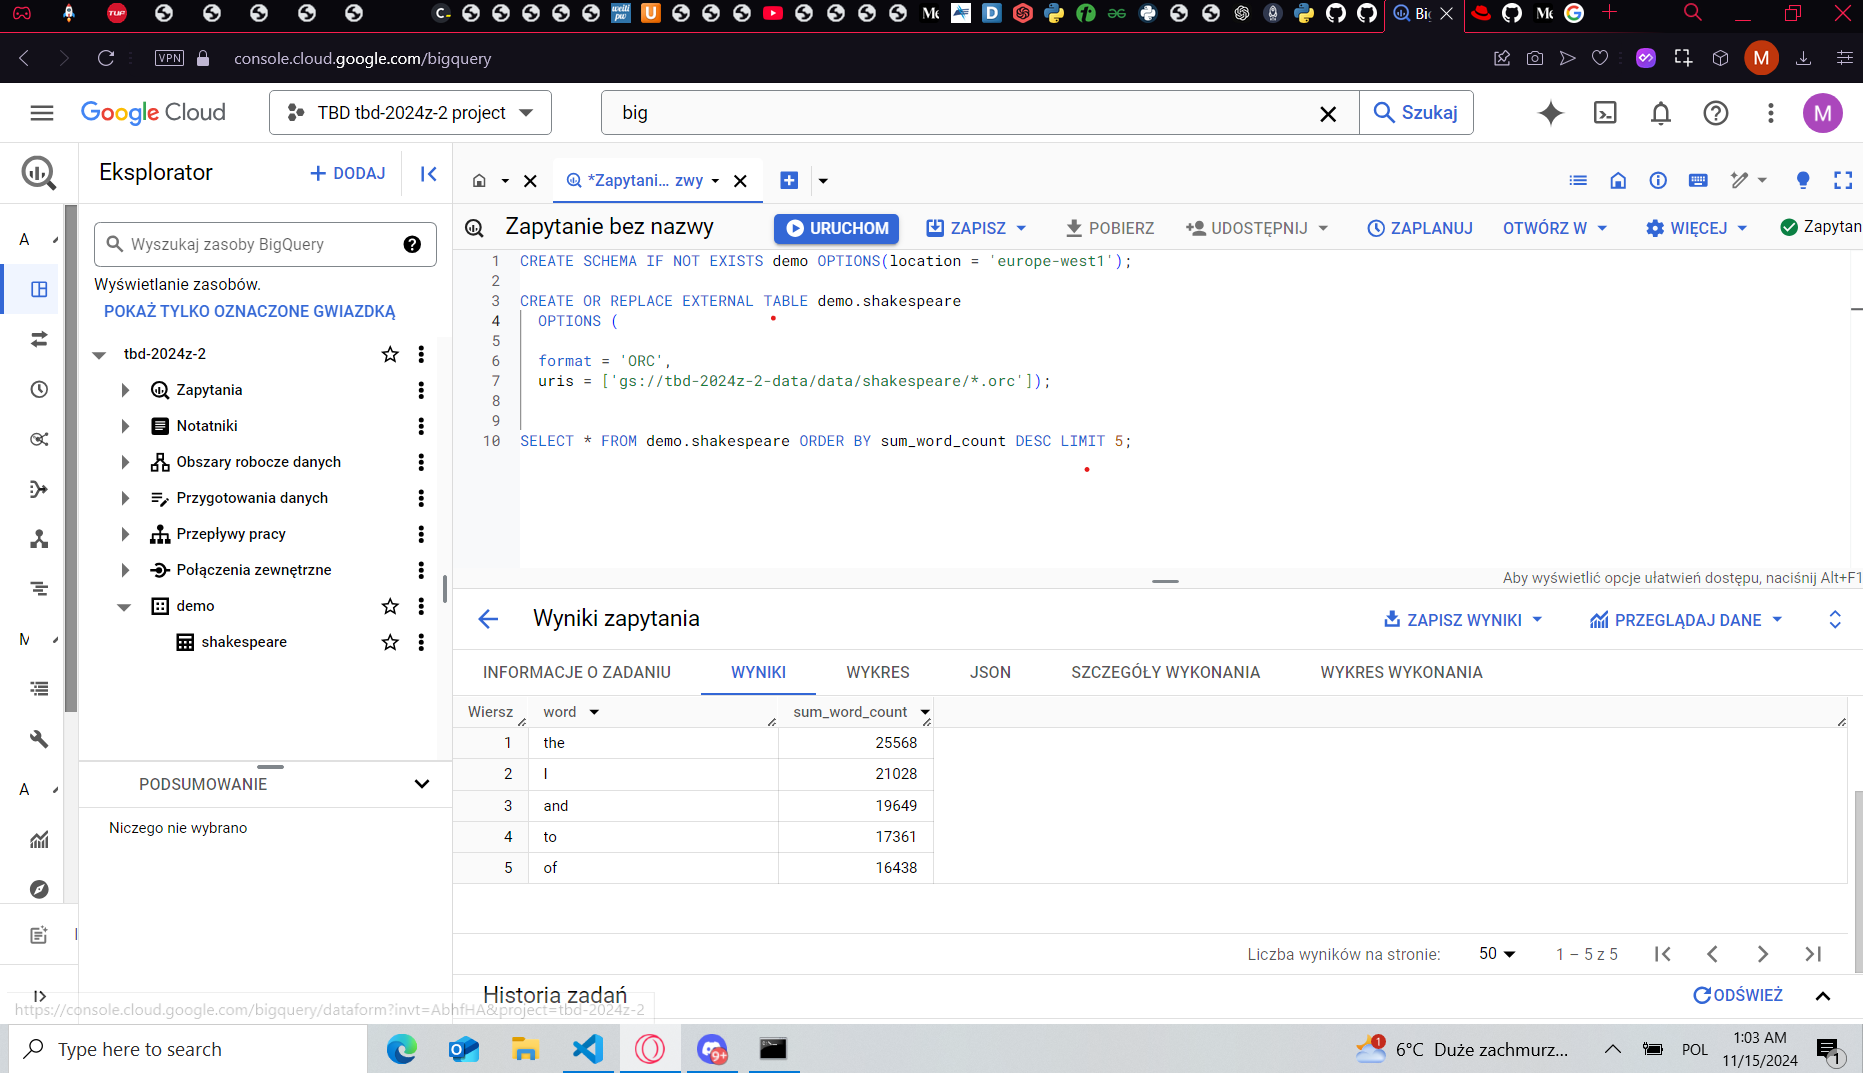 VPN
console.cloud.google.com/bigquery
M
Google Cloud
TBD tbd-2024z-2 project
big
Szukaj
M
Eksplorator
DODAJ
*Zapytani... zwy
A
Wyszukaj zasoby BigQuery
Zapytanie bez nazwy
URUCHOM
ZAPISZ
POBIERZ
UDOSTĘPNIJ
ZAPLANUJ
OTWÓRZ W
WIĘCEJ
Zapytan
Wyświetlanie zasobów.
POKAŻ TYLKO OZNACZONE GWIAZDKĄ
tbd-2024z-2
Zapytania
Notatniki
Obszary robocze danych
Przygotowania danych
Przepływy pracy
Połączenia zewnętrzne
demo
shakespeare
M
A
PODSUMOWANIE
Niczego nie wybrano
1 CREATE SCHEMA IF NOT EXISTS demo OPTIONS(location = 'europe-west1');
2
3 CREATE OR REPLACE EXTERNAL TABLE demo.shakespeare
4 OPTIONS (
5
6 format = 'ORC',
7 uris = ['gs://tbd-2024z-2-data/data/shakespeare/*.orc']);
8
9
10 SELECT * FROM demo.shakespeare ORDER BY sum_word_count DESC LIMIT 5;
Aby wyświetlić opcje ułatwień dostępu, naciśnij Alt+F1
Wyniki zapytania
ZAPISZ WYNIKI
PRZEGLĄDAJ DANE
INFORMACJE O ZADANIU
WYNIKI
WYKRES
JSON
SZCZEGÓŁY WYKONANIA
WYKRES WYKONANIA
Wiersz word sum_word_count
1 the 25568
2 I 21028
3 and 19649
4 to 17361
5 of 16438
Liczba wyników na stronie: 50 1 – 5 z 5
Historia zadań
ODŚWIEŻ
https://console.cloud.google.com/bigquery/dataform?invt=AbhfHA&project=tbd-2024z-2
Type here to search
9+
1
6°C Duże zachmurz...
POL
1:03 AM
11/15/2024
1